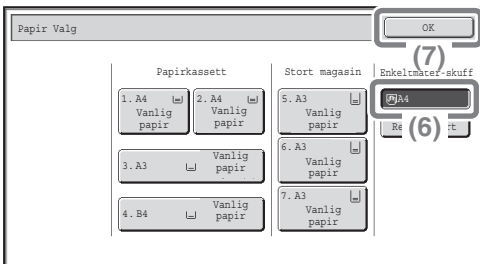 Papir Valg
OK
(7)
Papirkassett
Stort magasin
Enkeltmater-skuff
1. A4
Vanlig
papir
2. A4
Vanlig
papir
5. A3
Vanlig
papir
A4
(6)
3. A3
Vanlig
papir
6. A3
Vanlig
papir
4. B4
Vanlig
papir
7. A3
Vanlig
papir